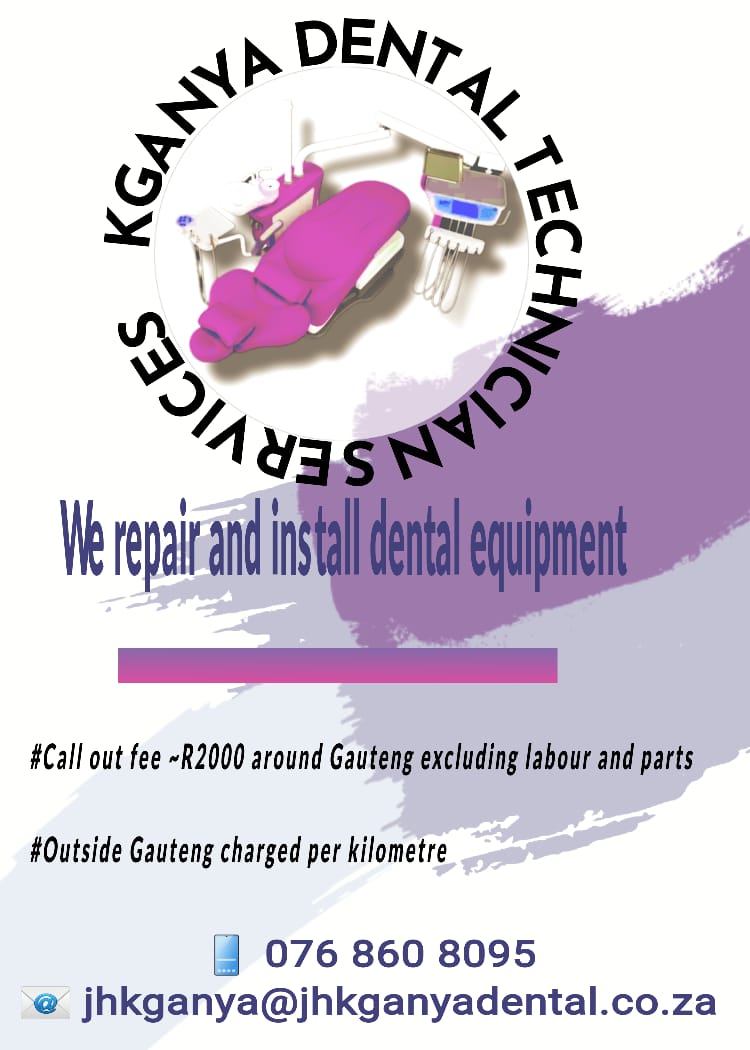 KGANYA DENTAL TECHNICIAN SERVICES
We repair and install dental equipment
#Call out fee ~R2000 around Gauteng excluding labour and parts
#Outside Gauteng charged per kilometre
076 860 8095
jhkganya@jhkganyadental.co.za